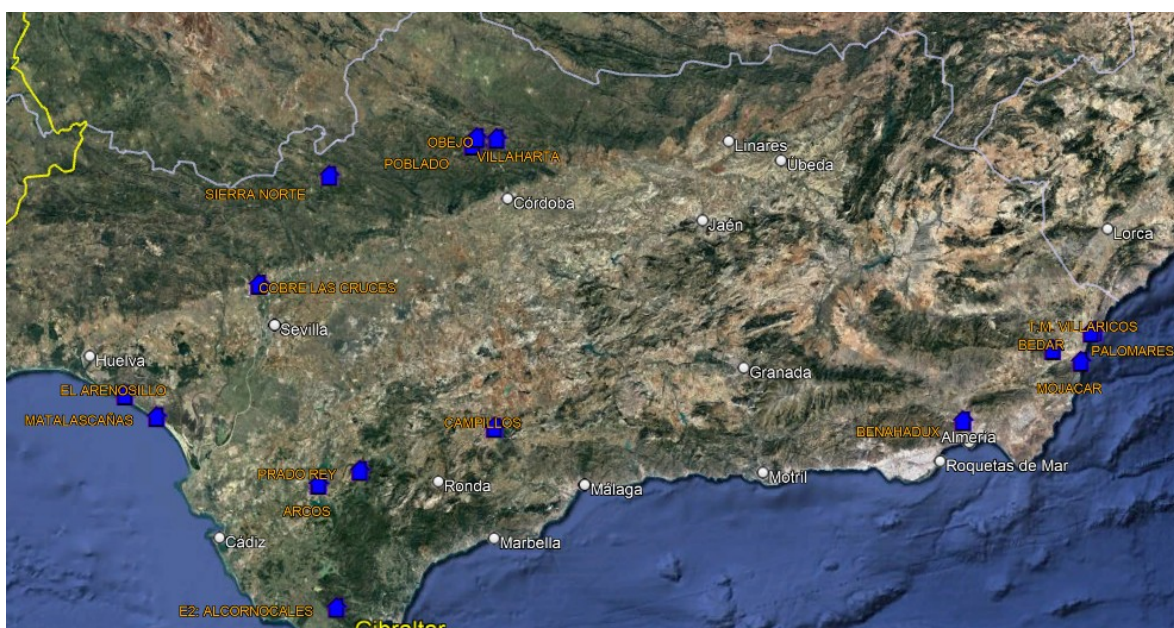 OBEJO
Linares
VILLAHARTA
POBLADO
Úbeda
SIERRA NORTE
Córdoba
Jaén
Lorca
COBRE LAS CRUCES
Sevilla
T.M. VILLARICOS
BEDAR
PALOMARES
Huelva
Granada
MOJACAR
EL ARENOSILLO
MATALASCAÑAS
CAMPILLOS
BENAHADUX
Almería
Roquetas de Mar
PRADO REY
Motril
Ronda
Málaga
ARCOS
Cádiz
Marbella
E2: ALCORNOCALES
Gibraltar